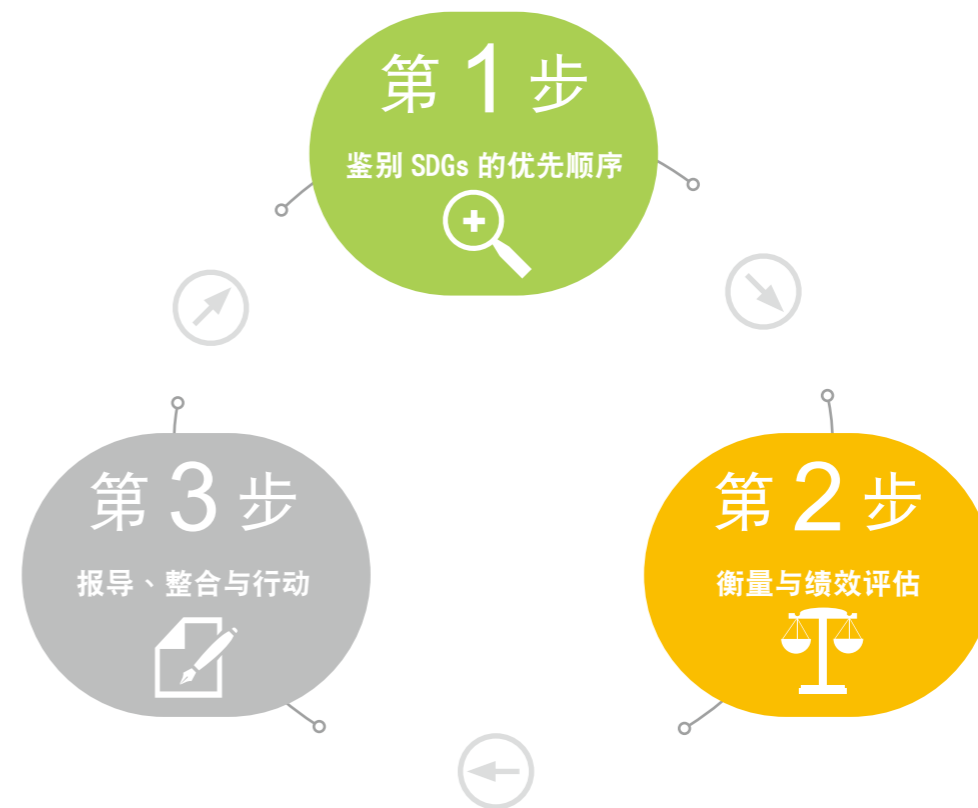 第 1 步
鉴别 SDGs 的优先顺序
第 2 步
衡量与绩效评估
第 3 步
报导、整合与行动